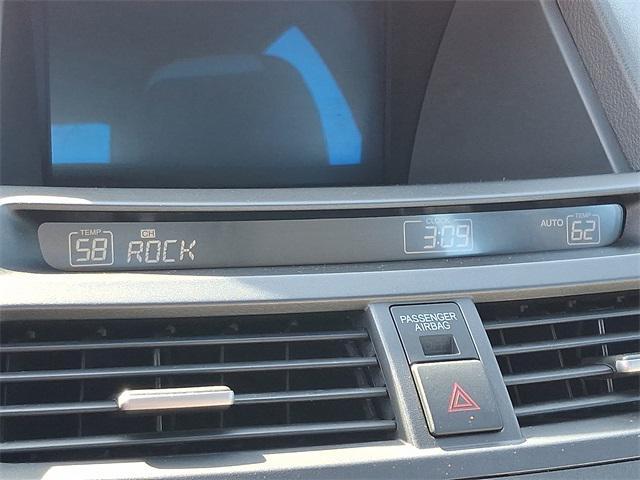 TEMP CH CLOCK AUTO TEMP
58 ROCK 3:09 62
PASSENGER
AIRBAG